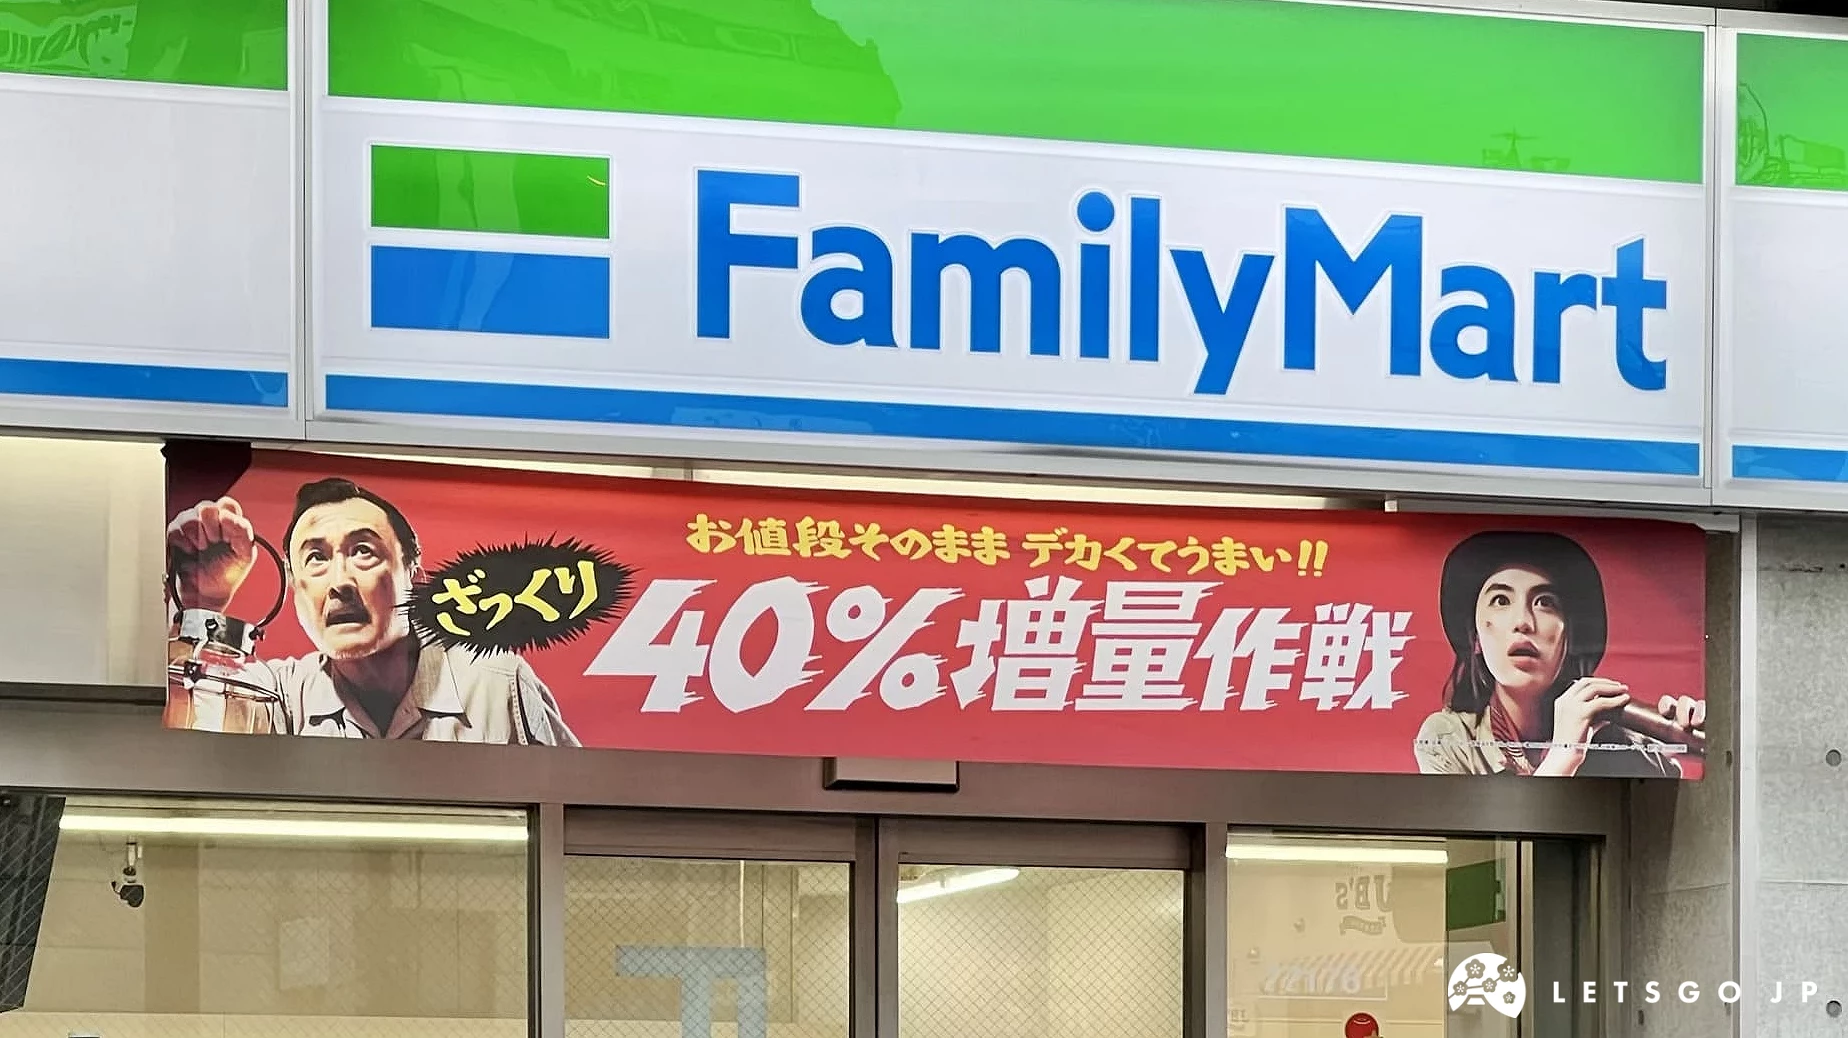 FamilyMart
お値段そのまま デカくてうまい!!
ざっくり
40%増量作戦
LETSGO JP